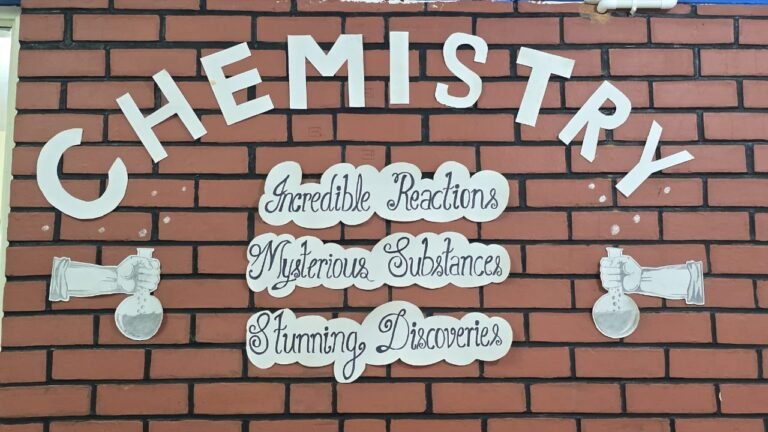 CHEMISTRY
Incredible Reactions
Mysterious Substances
Stunning Discoveries